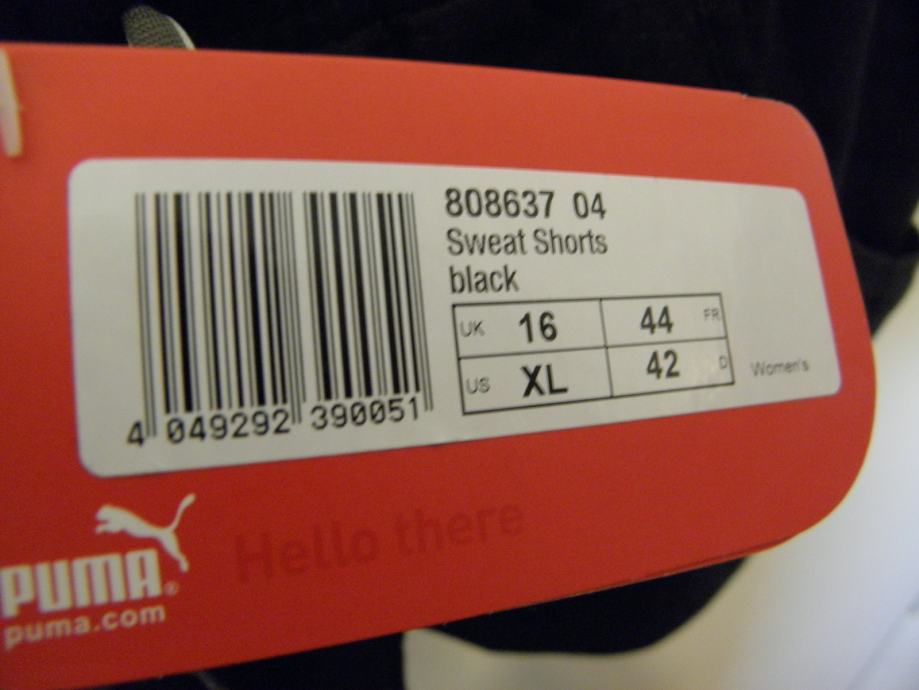 808637 04
Sweat Shorts
black
UK 16 44 FR
US XL 42 D
Women's
4 049292 390051
PUMA®
puma.com
Hello there